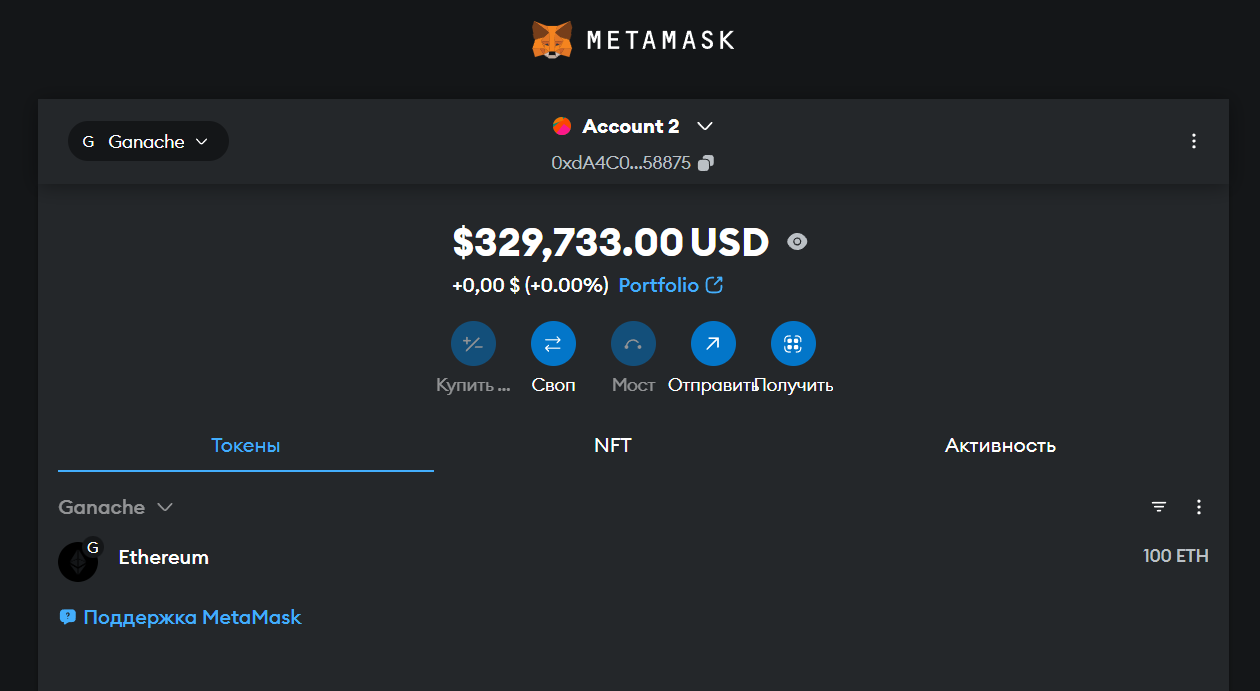 METAMASK
G Ganache
Account 2
0xdA4C0...58875
$329,733.00 USD
+0,00 $ (+0.00%) Portfolio
Купить ... Своп Мост Отправить Получить
Токены NFT Активность
Ganache
G
Ethereum 100 ETH
Поддержка MetaMask